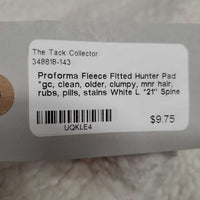 The Tack Collector
348818-143
Proforma Fleece Fitted Hunter Pad
*gc, clean, older, clumpy, mnr hair,
rubs, pills, stains White L *21" Spine
UQKLE4
$9.75